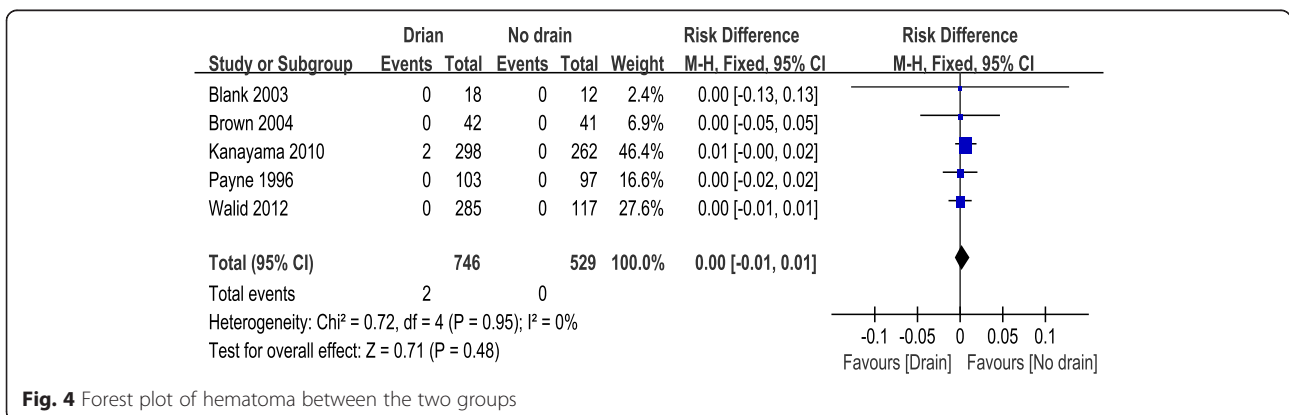 Drian No drain Risk Difference Risk Difference
Study or Subgroup Events Total Events Total Weight M-H, Fixed, 95% CI M-H, Fixed, 95% CI
Blank 2003 0 18 0 12 2.4% 0.00 [-0.13, 0.13]
Brown 2004 0 42 0 41 6.9% 0.00 [-0.05, 0.05]
Kanayama 2010 2 298 0 262 46.4% 0.01 [-0.00, 0.02]
Payne 1996 0 103 0 97 16.6% 0.00 [-0.02, 0.02]
Walid 2012 0 285 0 117 27.6% 0.00 [-0.01, 0.01]
Total (95% CI) 746 529 100.0% 0.00 [-0.01, 0.01]
Total events 2 0
Heterogeneity: Chi² = 0.72, df = 4 (P = 0.95); I² = 0%
Test for overall effect: Z = 0.71 (P = 0.48)
-0.1 -0.05 0 0.05 0.1
Favours [Drain] Favours [No drain]
Fig. 4 Forest plot of hematoma between the two groups